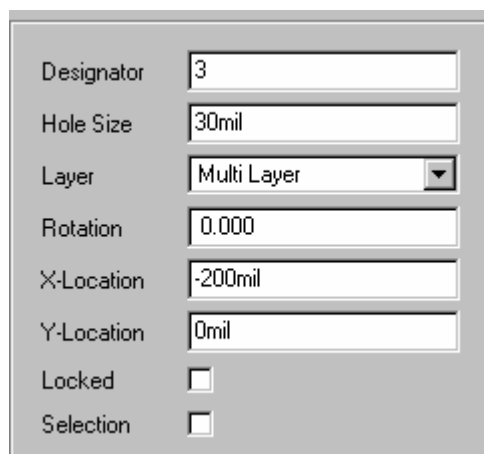 Designator 3
Hole Size 30mil
Layer Multi Layer
Rotation 0.000
X-Location -200mil
Y-Location 0mil
Locked
Selection